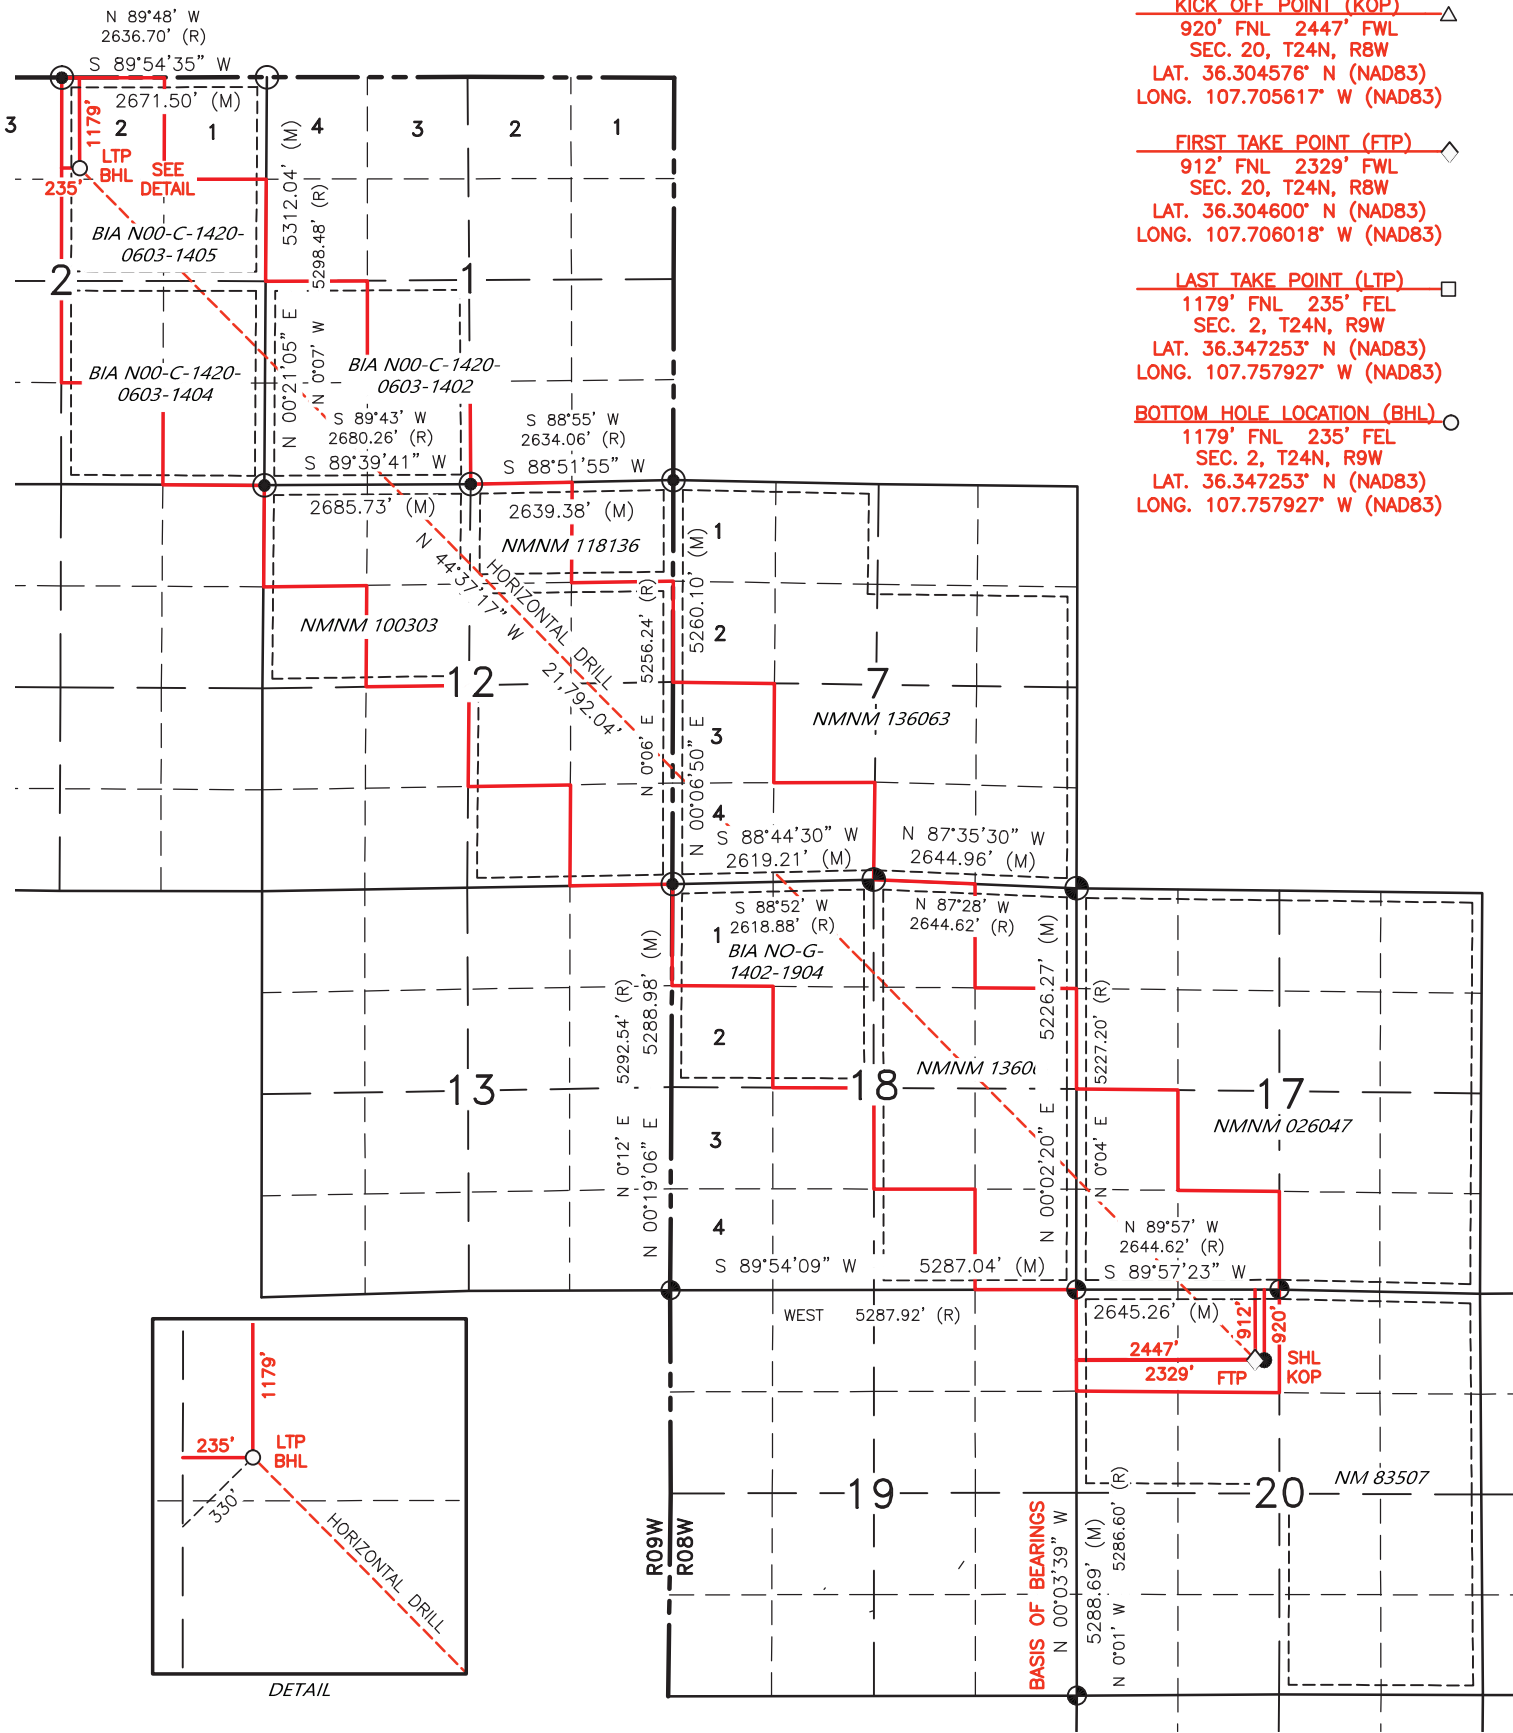 N 89°48' W
2636.70' (R)
S 89°54'35" W
2671.50' (M)
3
2
1
4
3
2
1
1179'
LTP
BHL
235'
SEE
DETAIL
BIA N00-C-1420-
0603-1405
2
1
5312.04' (M)
5298.48' (R)
N 00°21'05" E
N 0°07' W
BIA N00-C-1420-
0603-1404
BIA N00-C-1420-
0603-1402
S 89°43' W
2680.26' (R)
S 89°39'41" W
2685.73' (M)
S 88°55' W
2634.06' (R)
S 88°51'55" W
2639.38' (M)
KICK OFF POINT (KOP)
920' FNL 2447' FWL
SEC. 20, T24N, R8W
LAT. 36.304576° N (NAD83)
LONG. 107.705617° W (NAD83)
FIRST TAKE POINT (FTP)
912' FNL 2329' FWL
SEC. 20, T24N, R8W
LAT. 36.304600° N (NAD83)
LONG. 107.706018° W (NAD83)
LAST TAKE POINT (LTP)
1179' FNL 235' FEL
SEC. 2, T24N, R9W
LAT. 36.347253° N (NAD83)
LONG. 107.757927° W (NAD83)
BOTTOM HOLE LOCATION (BHL)
1179' FNL 235' FEL
SEC. 2, T24N, R9W
LAT. 36.347253° N (NAD83)
LONG. 107.757927° W (NAD83)
NMNM 118136
NMNM 100303
N 44°37'17" W
21,792.04'
HORIZONTAL DRILL
12
5256.24' (R)
N 0°06' E
5260.10' (M)
N 00°06'50" E
1
2
3
4
7
NMNM 136063
S 88°44'30" W
2619.21' (M)
N 87°35'30" W
2644.96' (M)
S 88°52' W
2618.88' (R)
N 87°28' W
2644.62' (R)
1
BIA NO-G-
1402-1904
2
3
4
5292.54' (R)
N 0°12' E
5288.98' (M)
N 00°19'06" E
13
18
NMNM 1360
5226.27' (M)
N 00°02'20" E
5227.20' (R)
N 0°04' E
17
NMNM 026047
N 89°57' W
2644.62' (R)
S 89°57'23" W
2645.26' (M)
S 89°54'09" W 5287.04' (M)
WEST 5287.92' (R)
912'
920'
2447'
2329'
FTP
SHL
KOP
19
20
NM 83507
R09W
R08W
BASIS OF BEARINGS
N 00°03'39" W
5288.69' (M)
N 0°01' W 5286.60' (R)
1179'
235'
LTP
BHL
330'
HORIZONTAL DRILL
DETAIL